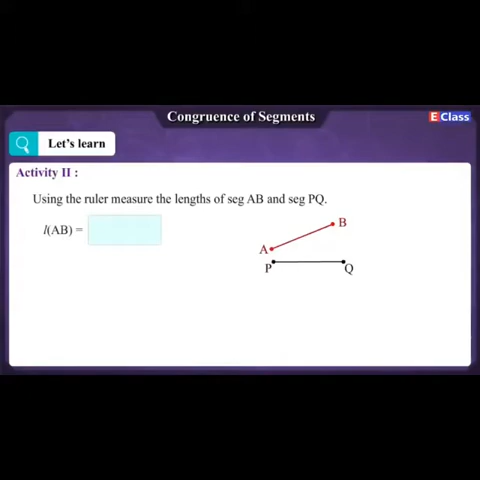 Congruence of Segments
E Class
Let's learn
Activity II :
Using the ruler measure the lengths of seg AB and seg PQ.
l(AB) =
B
A
P
Q